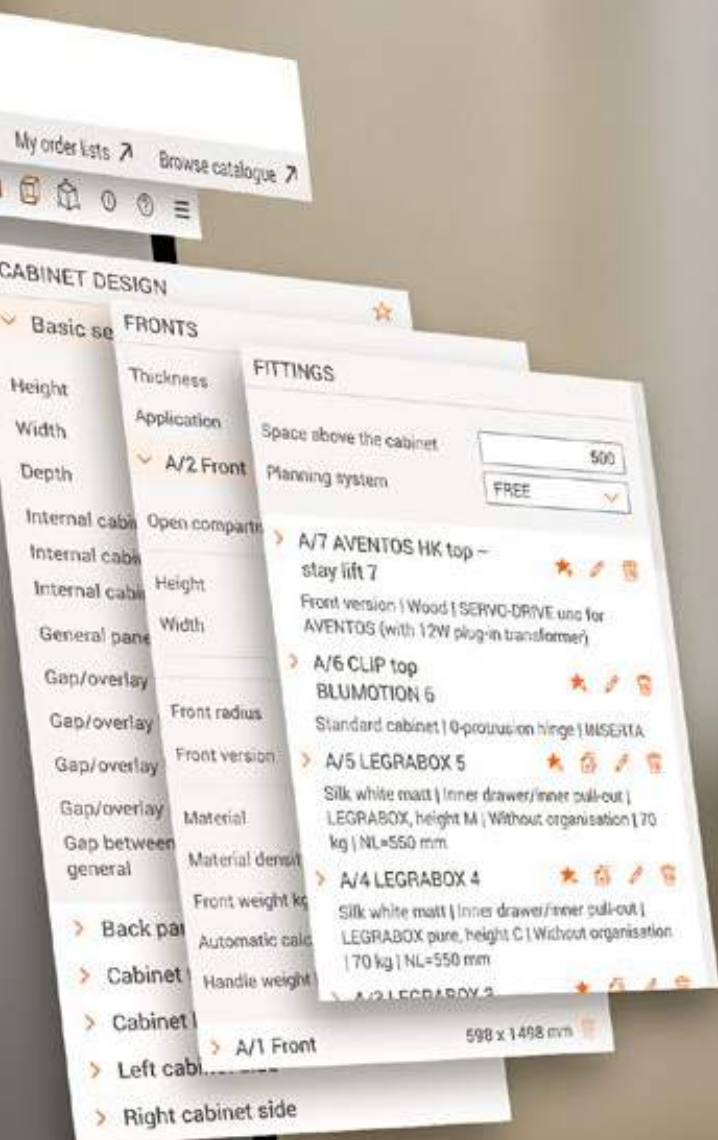 My order lists
Browse catalogue
CABINET DESIGN
Basic se
Height
Width
Depth
Internal cabi
Internal cabi
Internal cabi
General pane
Gap/overlay
Gap/overlay
Gap/overlay
Gap/overlay
Gap between
general
Back pa
Cabinet
Cabinet
Left cabi
Right cabinet side
FRONTS
Thickness
Application
A/2 Front
Open compartm
Height
Width
Front radius
Front version
Material
Material densit
Front weight kg
Automatic calc
Handle weight
A/1 Front
598 x 1498 mm
FITTINGS
Space above the cabinet
500
Planning system
FREE
A/7 AVENTOS HK top –
stay lift 7
Front version | Wood | SERVO-DRIVE uno for
AVENTOS (with 12W plug-in transformer)
A/6 CLIP top
BLUMOTION 6
Standard cabinet | 0-protrusion hinge | INSERTA
A/5 LEGRABOX 5
Silk white matt | Inner drawer/inner pull-out |
LEGRABOX, height M | Without organisation | 70
kg | NL=550 mm
A/4 LEGRABOX 4
Silk white matt | Inner drawer/inner pull-out |
LEGRABOX pure, height C | Without organisation
| 70 kg | NL=550 mm
A/3 LEGRABOX 3